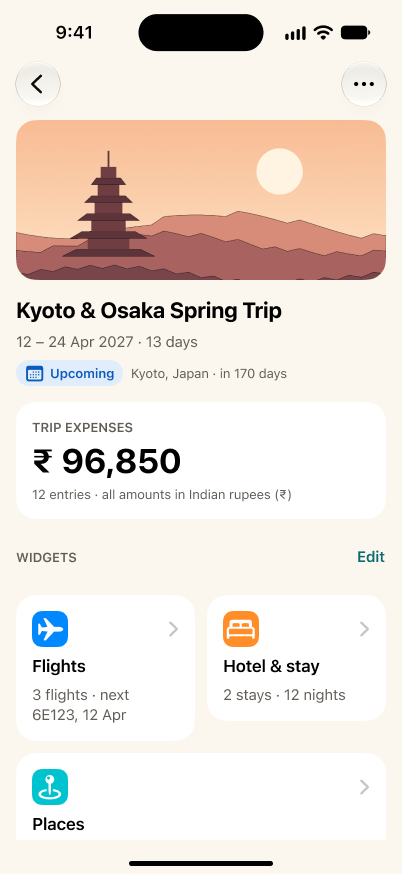 9:41
Kyoto & Osaka Spring Trip
12 – 24 Apr 2027 · 13 days
Upcoming
Kyoto, Japan · in 170 days
TRIP EXPENSES
₹ 96,850
12 entries · all amounts in Indian rupees (₹)
WIDGETS
Edit
Flights
3 flights · next
6E123, 12 Apr
Hotel & stay
2 stays · 12 nights
Places